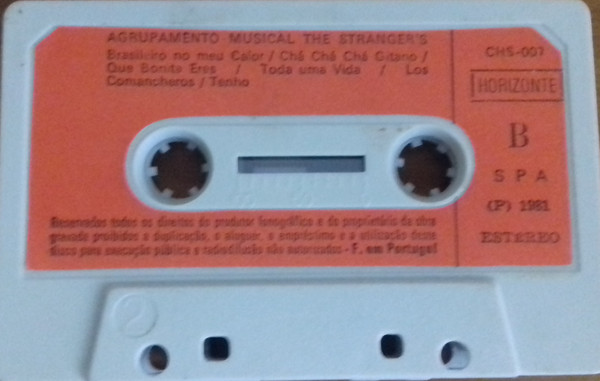 AGRUPAMENTO MUSICAL THE STRANGER'S
Brasileiro no meu Calor / Chá Chá Chá Gitano /
Que Bonita Eres / Toda uma Vida / Los
Comancheros / Tenho
CHS-007
HORIZONTE
B
S P A
(P) 1981
ESTÉREO
Reservados todos os direitos do produtor fonográfico e do proprietário da obra
gravada proibidos a duplicação, o aluguer, o empréstimo e a utilização deste
disco para execução pública e radiodifusão não autorizados - F. em Portugal